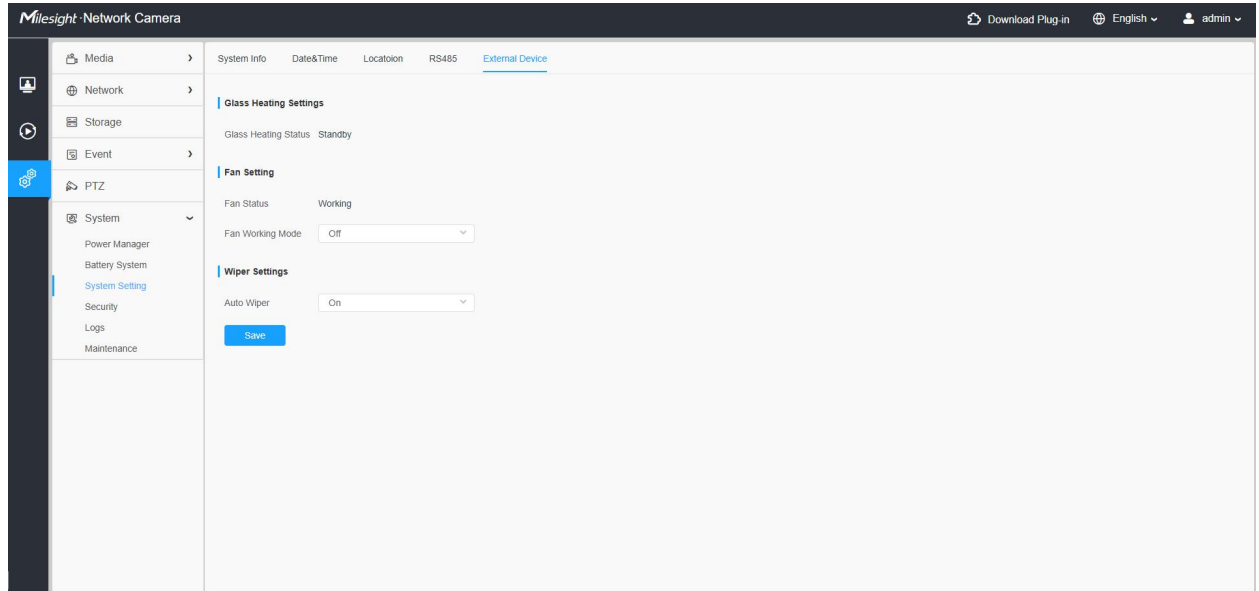 Milesight·Network Camera
Download Plug-in
English
admin
Media
Network
Storage
Event
PTZ
System
Power Manager
Battery System
System Setting
Security
Logs
Maintenance
System Info Date&Time Locatoion RS485 External Device
Glass Heating Settings
Glass Heating Status Standby
Fan Setting
Fan Status Working
Fan Working Mode Off
Wiper Settings
Auto Wiper On
Save